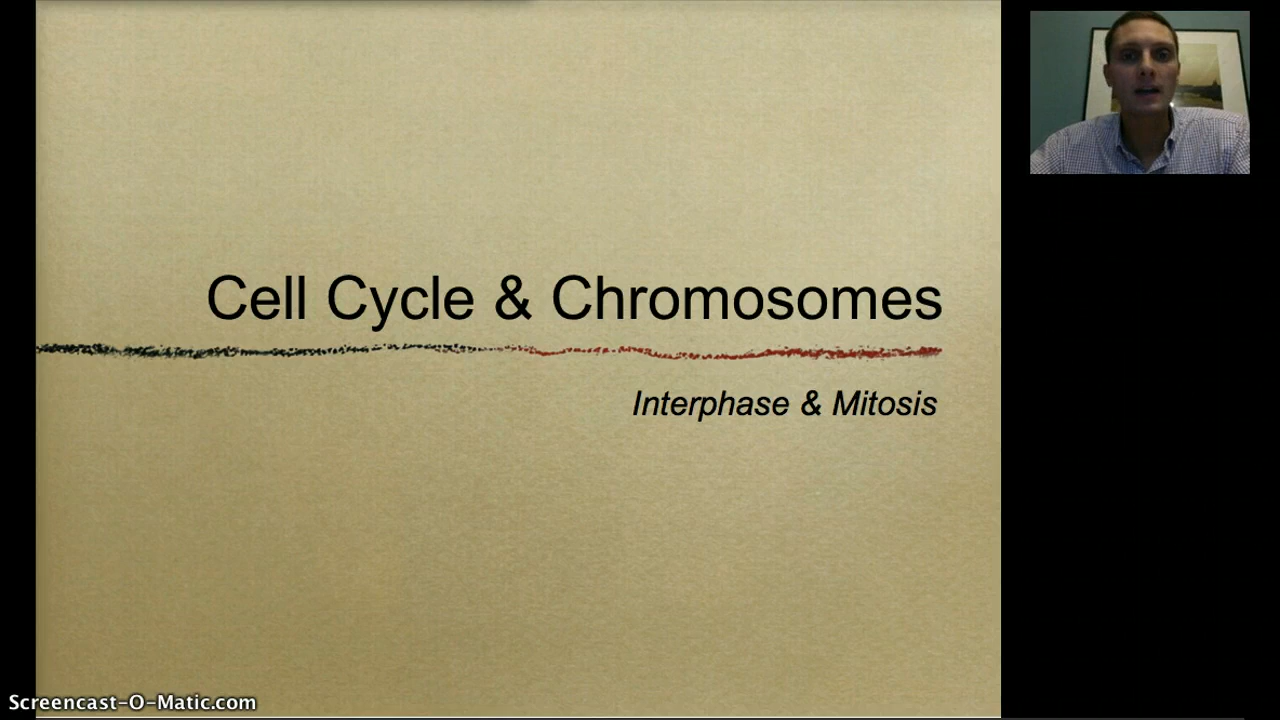 Cell Cycle & Chromosomes
Interphase & Mitosis
Screencast-O-Matic.com